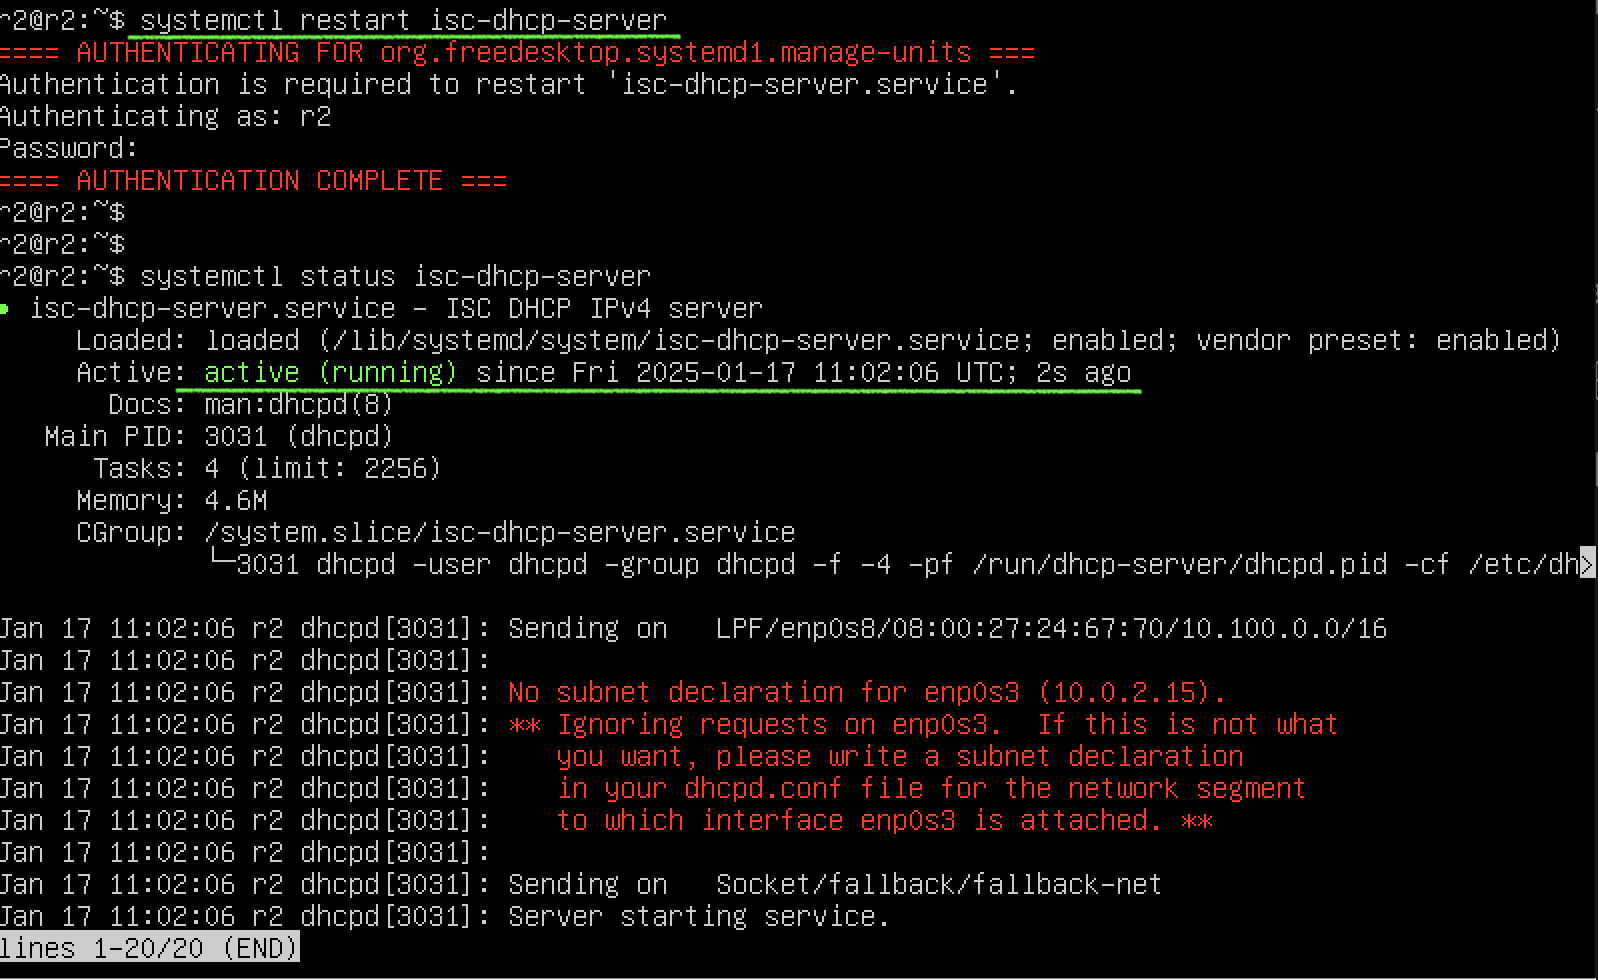 r2@r2:~$ systemctl restart isc-dhcp-server
==== AUTHENTICATING FOR org.freedesktop.systemd1.manage-units ===
Authentication is required to restart 'isc-dhcp-server.service'.
Authenticating as: r2
Password:
==== AUTHENTICATION COMPLETE ===
r2@r2:~$
r2@r2:~$
r2@r2:~$ systemctl status isc-dhcp-server
● isc-dhcp-server.service - ISC DHCP IPv4 server
     Loaded: loaded (/lib/systemd/system/isc-dhcp-server.service; enabled; vendor preset: enabled)
     Active: active (running) since Fri 2025-01-17 11:02:06 UTC; 2s ago
       Docs: man:dhcpd(8)
   Main PID: 3031 (dhcpd)
      Tasks: 4 (limit: 2256)
     Memory: 4.6M
     CGroup: /system.slice/isc-dhcp-server.service
             └─3031 dhcpd -user dhcpd -group dhcpd -f -4 -pf /run/dhcp-server/dhcpd.pid -cf /etc/dh>
Jan 17 11:02:06 r2 dhcpd[3031]: Sending on   LPF/enp0s8/08:00:27:24:67:70/10.100.0.0/16
Jan 17 11:02:06 r2 dhcpd[3031]:
Jan 17 11:02:06 r2 dhcpd[3031]: No subnet declaration for enp0s3 (10.0.2.15).
Jan 17 11:02:06 r2 dhcpd[3031]: ** Ignoring requests on enp0s3.  If this is not what
Jan 17 11:02:06 r2 dhcpd[3031]:    you want, please write a subnet declaration
Jan 17 11:02:06 r2 dhcpd[3031]:    in your dhcpd.conf file for the network segment
Jan 17 11:02:06 r2 dhcpd[3031]:    to which interface enp0s3 is attached. **
Jan 17 11:02:06 r2 dhcpd[3031]:
Jan 17 11:02:06 r2 dhcpd[3031]: Sending on   Socket/fallback/fallback-net
Jan 17 11:02:06 r2 dhcpd[3031]: Server starting service.
lines 1-20/20 (END)